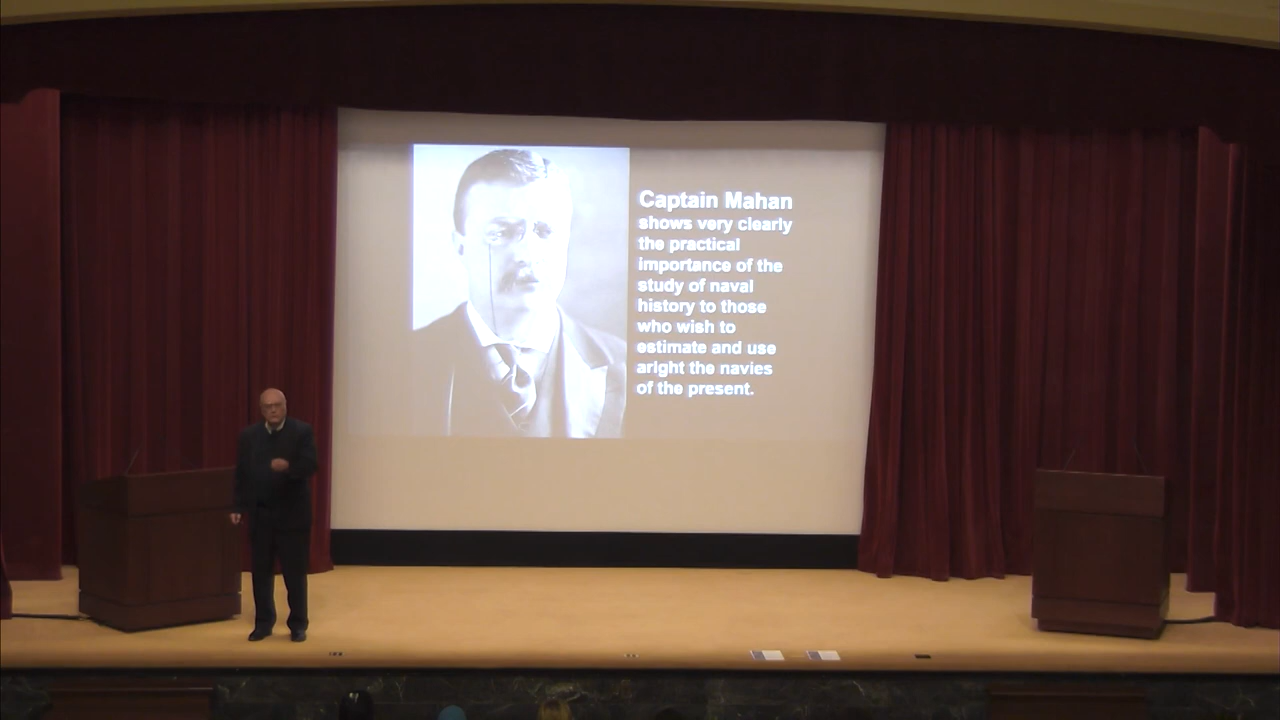 Captain Mahan
shows very clearly
the practical
importance of the
study of naval
history to those
who wish to
estimate and use
aright the navies
of the present.